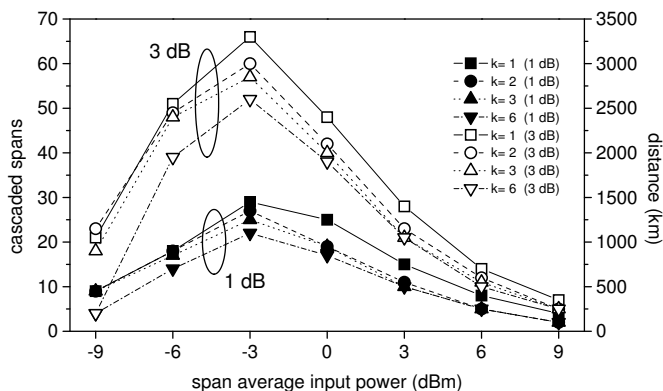 70
60
50
40
30
20
10
0
3500
3000
2500
2000
1500
1000
500
0
cascaded spans
distance (km)
3 dB
1 dB
k= 1 (1 dB)
k= 2 (1 dB)
k= 3 (1 dB)
k= 6 (1 dB)
k= 1 (3 dB)
k= 2 (3 dB)
k= 3 (3 dB)
k= 6 (3 dB)
-9 -6 -3 0 3 6 9
span average input power (dBm)